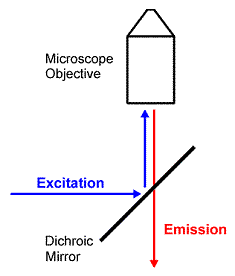 Microscope
Objective
Excitation
Emission
Dichroic
Mirror